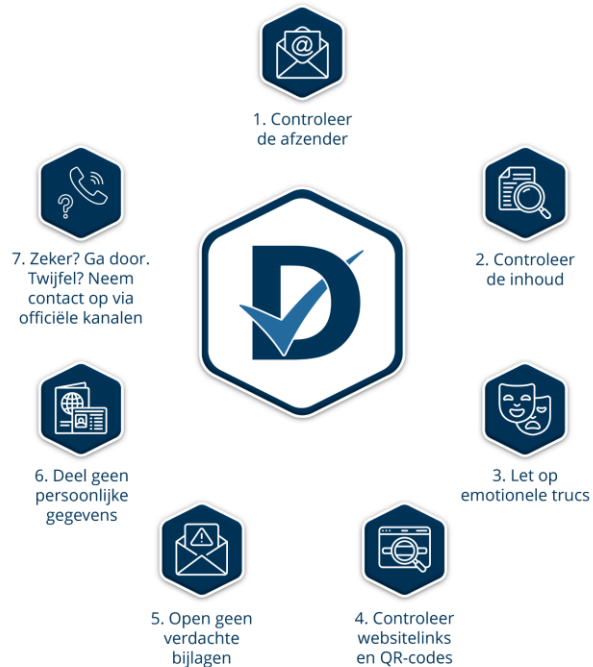 1. Controleer
de afzender
2. Controleer
de inhoud
3. Let op
emotionele trucs
4. Controleer
websitelinks
en QR-codes
5. Open geen
verdachte
bijlagen
6. Deel geen
persoonlijke
gegevens
7. Zeker? Ga door.
Twijfel? Neem
contact op via
officiële kanalen
D